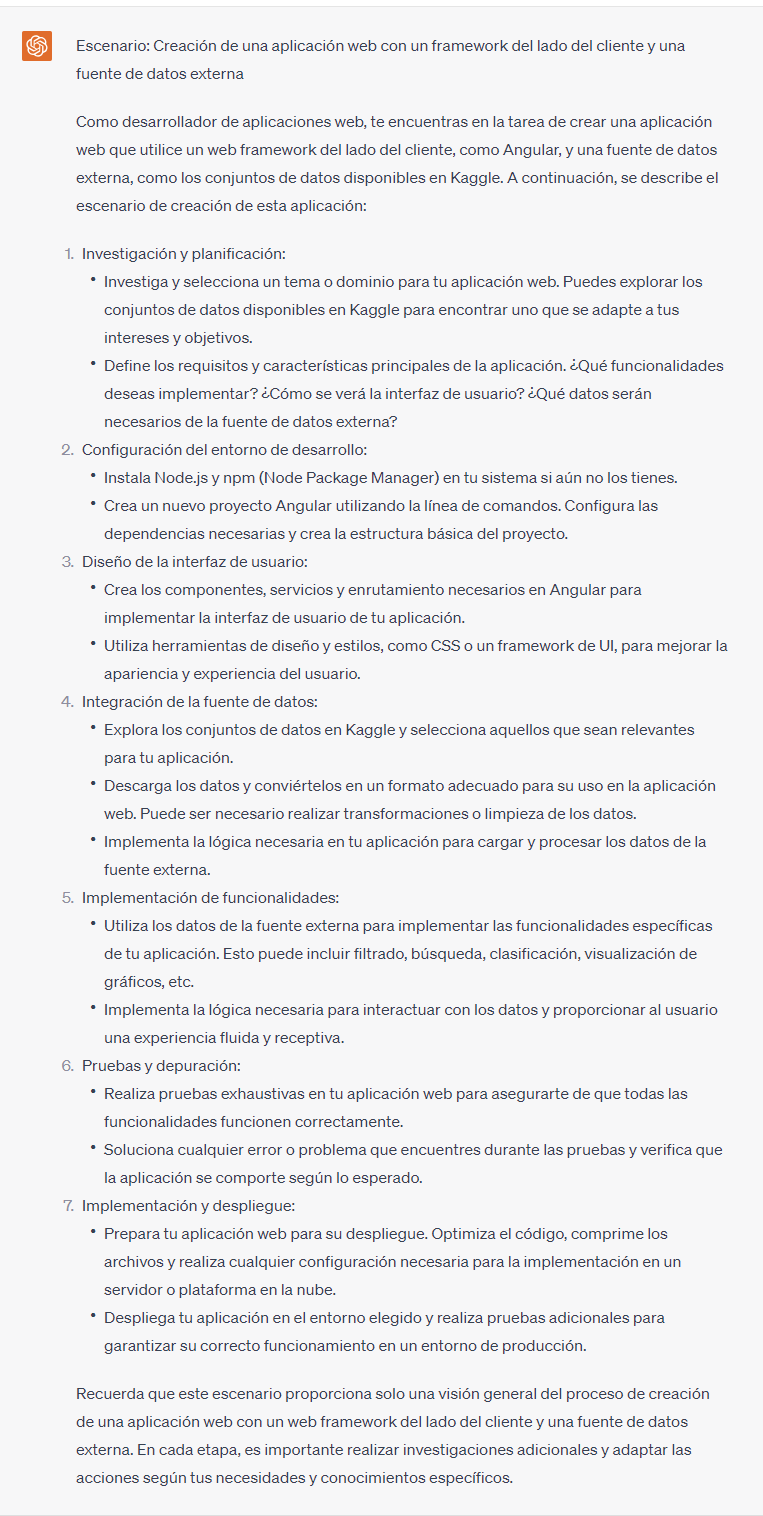 Escenario: Creación de una aplicación web con un framework del lado del cliente y una
fuente de datos externa
Como desarrollador de aplicaciones web, te encuentras en la tarea de crear una aplicación
web que utilice un web framework del lado del cliente, como Angular, y una fuente de datos
externa, como los conjuntos de datos disponibles en Kaggle. A continuación, se describe el
escenario de creación de esta aplicación:
1. Investigación y planificación:
• Investiga y selecciona un tema o dominio para tu aplicación web. Puedes explorar los
conjuntos de datos disponibles en Kaggle para encontrar uno que se adapte a tus
intereses y objetivos.
• Define los requisitos y características principales de la aplicación. ¿Qué funcionalidades
deseas implementar? ¿Cómo se verá la interfaz de usuario? ¿Qué datos serán
necesarios de la fuente de datos externa?
2. Configuración del entorno de desarrollo:
• Instala Node.js y npm (Node Package Manager) en tu sistema si aún no los tienes.
• Crea un nuevo proyecto Angular utilizando la línea de comandos. Configura las
dependencias necesarias y crea la estructura básica del proyecto.
3. Diseño de la interfaz de usuario:
• Crea los componentes, servicios y enrutamiento necesarios en Angular para
implementar la interfaz de usuario de tu aplicación.
• Utiliza herramientas de diseño y estilos, como CSS o un framework de UI, para mejorar la
apariencia y experiencia del usuario.
4. Integración de la fuente de datos:
• Explora los conjuntos de datos en Kaggle y selecciona aquellos que sean relevantes
para tu aplicación.
• Descarga los datos y conviértelos en un formato adecuado para su uso en la aplicación
web. Puede ser necesario realizar transformaciones o limpieza de los datos.
• Implementa la lógica necesaria en tu aplicación para cargar y procesar los datos de la
fuente externa.
5. Implementación de funcionalidades:
• Utiliza los datos de la fuente externa para implementar las funcionalidades específicas
de tu aplicación. Esto puede incluir filtrado, búsqueda, clasificación, visualización de
gráficos, etc.
• Implementa la lógica necesaria para interactuar con los datos y proporcionar al usuario
una experiencia fluida y receptiva.
6. Pruebas y depuración:
• Realiza pruebas exhaustivas en tu aplicación web para asegurarte de que todas las
funcionalidades funcionen correctamente.
• Soluciona cualquier error o problema que encuentres durante las pruebas y verifica que
la aplicación se comporte según lo esperado.
7. Implementación y despliegue:
• Prepara tu aplicación web para su despliegue. Optimiza el código, comprime los
archivos y realiza cualquier configuración necesaria para la implementación en un
servidor o plataforma en la nube.
• Despliega tu aplicación en el entorno elegido y realiza pruebas adicionales para
garantizar su correcto funcionamiento en un entorno de producción.
Recuerda que este escenario proporciona solo una visión general del proceso de creación
de una aplicación web con un web framework del lado del cliente y una fuente de datos
externa. En cada etapa, es importante realizar investigaciones adicionales y adaptar las
acciones según tus necesidades y conocimientos específicos.